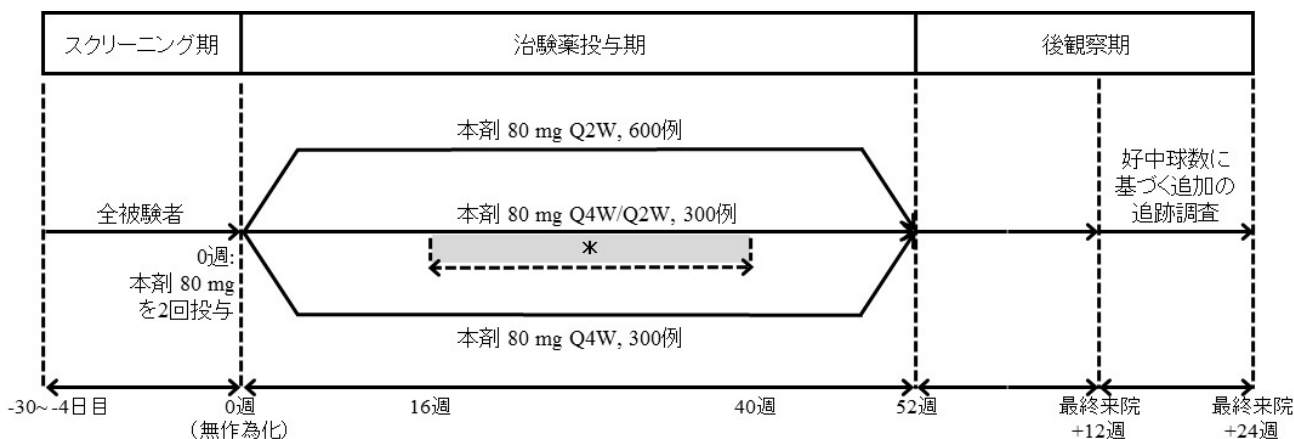 スクリーニング期
治験薬投与期
後観察期
本剤 80 mg Q2W, 600例
全被験者
本剤 80 mg Q4W/Q2W, 300例
*
0週:
本剤 80 mg
を2回投与
本剤 80 mg Q4W, 300例
好中球数に
基づく追加の
追跡調査
-30~ -4日目
0週
(無作為化)
16週
40週
52週
最終来院
+12週
最終来院
+24週